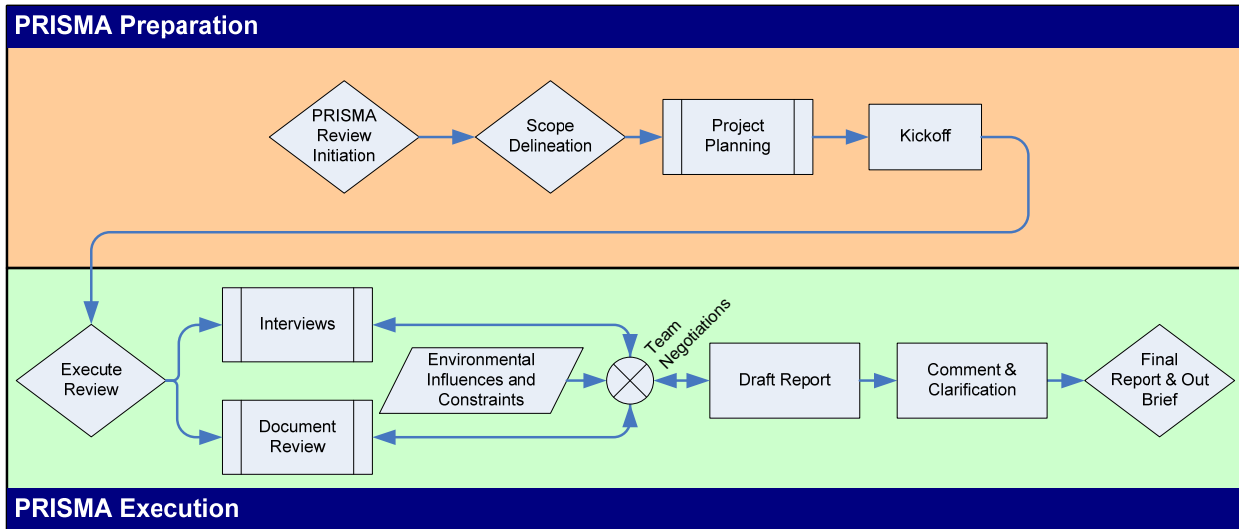 PRISMA Preparation
PRISMA
Review
Initiation
Scope
Delineation
Project
Planning
Kickoff
Execute
Review
Interviews
Document
Review
Environmental
Influences and
Constraints
Team
Negotiations
Draft Report
Comment &
Clarification
Final
Report & Out
Brief
PRISMA Execution